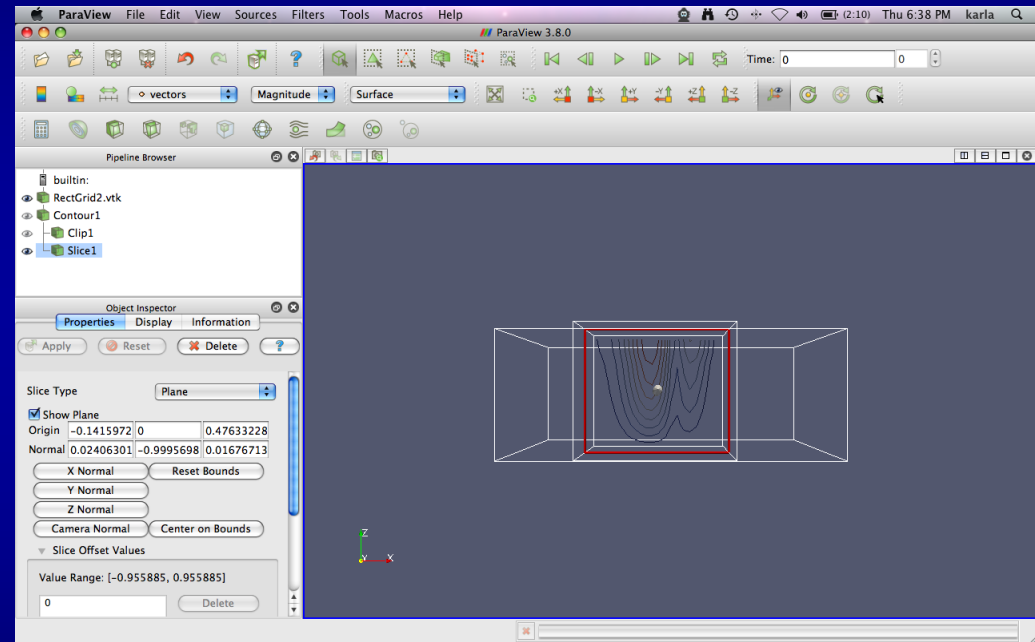 ParaView File Edit View Sources Filters Tools Macros Help (2:10) Thu 6:38 PM karla
ParaView 3.8.0
Time: 0 0
vectors Magnitude Surface +X -X +Y -Y +Z -Z
Pipeline Browser
builtin:
RectGrid2.vtk
Contour1
Clip1
Slice1
Object Inspector
Properties Display Information
Apply Reset Delete ?
Slice Type Plane
Show Plane
Origin -0.1415972 0 0.47633228
Normal 0.02406301 -0.9995698 0.01676713
X Normal Reset Bounds
Y Normal
Z Normal
Camera Normal Center on Bounds
Slice Offset Values
Value Range: [-0.955885, 0.955885]
0 Delete
Z
Y X